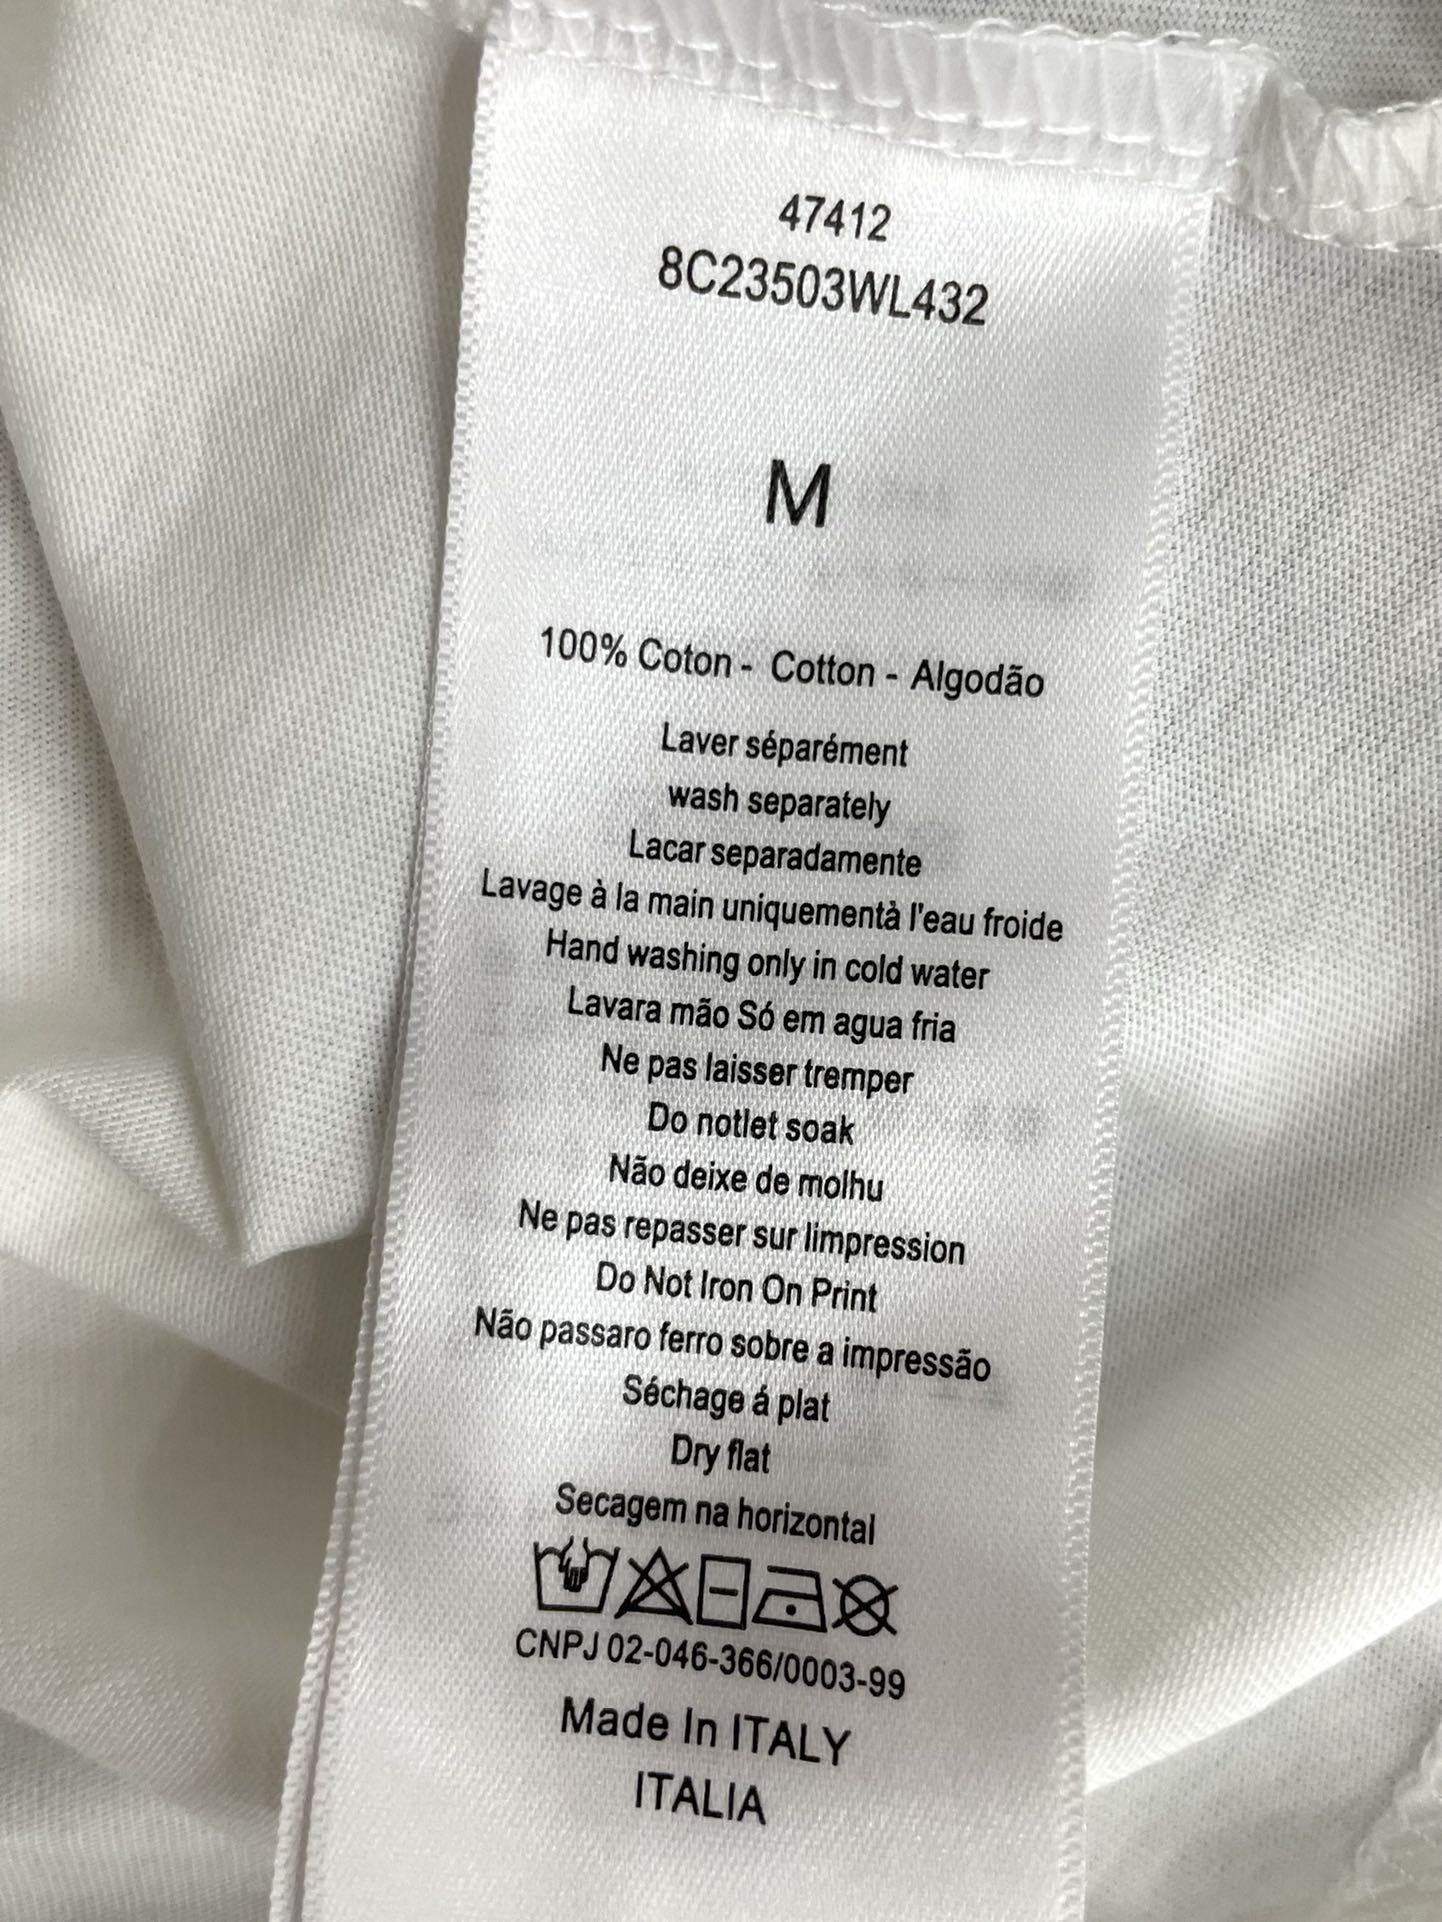 47412
8C23503WL432
M
100% Coton - Cotton - Algodão
Laver séparément
wash separately
Lacar separadamente
Lavage à la main uniquementà l'eau froide
Hand washing only in cold water
Lavara mão Só em agua fria
Ne pas laisser tremper
Do notlet soak
Não deixe de molhu
Ne pas repasser sur limpression
Do Not Iron On Print
Não passaro ferro sobre a impressão
Séchage á plat
Dry flat
Secagem na horizontal
CNPJ 02-046-366/0003-99
Made In ITALY
ITALIA